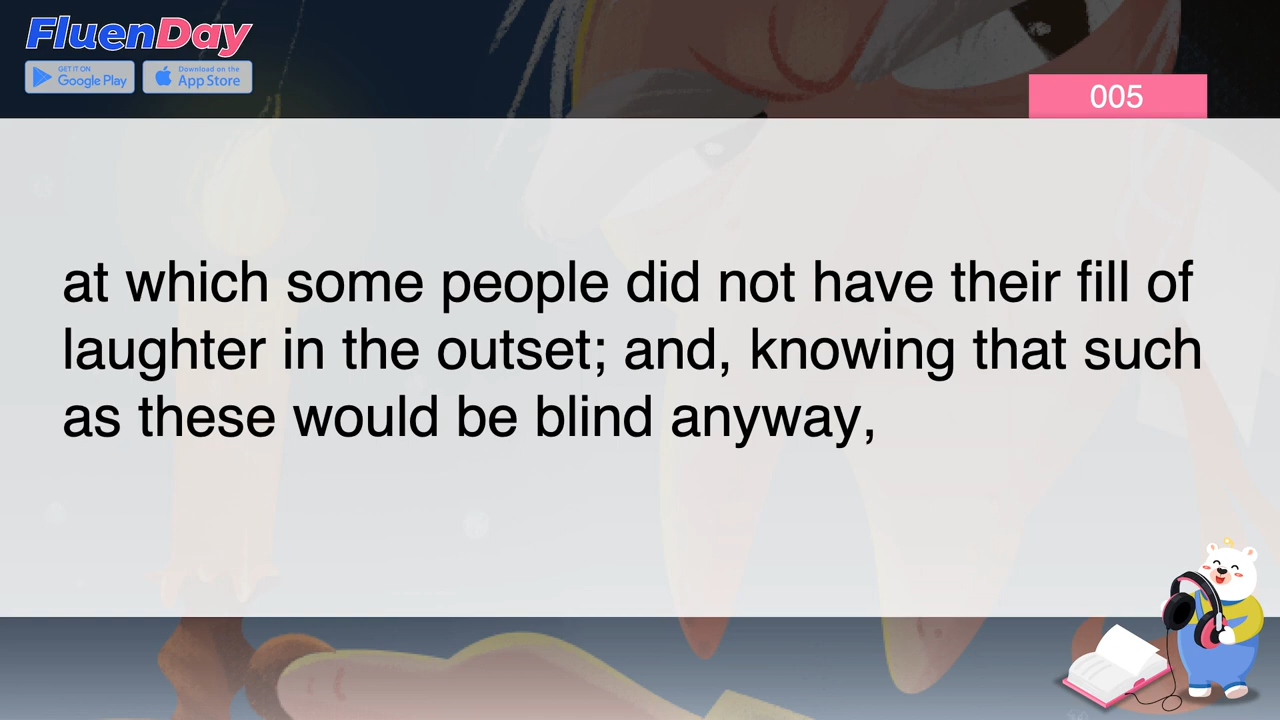 FluenDay
GET IT ON
Google Play
Download on the
App Store
005
at which some people did not have their fill of
laughter in the outset; and, knowing that such
as these would be blind anyway,